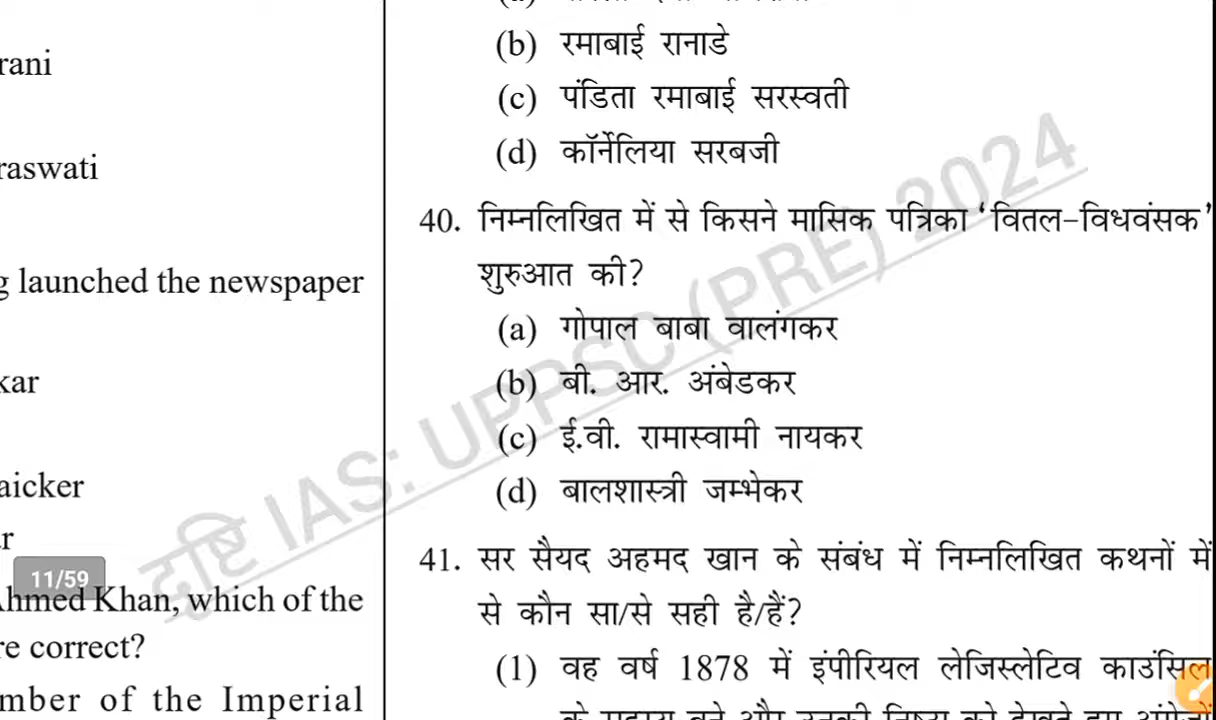 rani
raswati
g launched the newspaper
kar
aicker
r
11/59
Ahmed Khan, which of the
re correct?
mber of the Imperial
(b) रमाबाई रानाडे
(c) पंडिता रमाबाई सरस्वती
(d) कॉर्नेलिया सरबजी
40. निम्नलिखित में से किसने मासिक पत्रिका ‘वितल-विधवंसक’
शुरुआत की?
(a) गोपाल बाबा वालंगकर
(b) बी. आर. अंबेडकर
(c) ई.वी. रामास्वामी नायकर
(d) बालशास्त्री जम्भेकर
41. सर सैयद अहमद खान के संबंध में निम्नलिखित कथनों में
से कौन सा/से सही है/हैं?
(1) वह वर्ष 1878 में इंपीरियल लेजिस्लेटिव काउंसिल
दृष्टि IAS: UPPSC (PRE) 2024